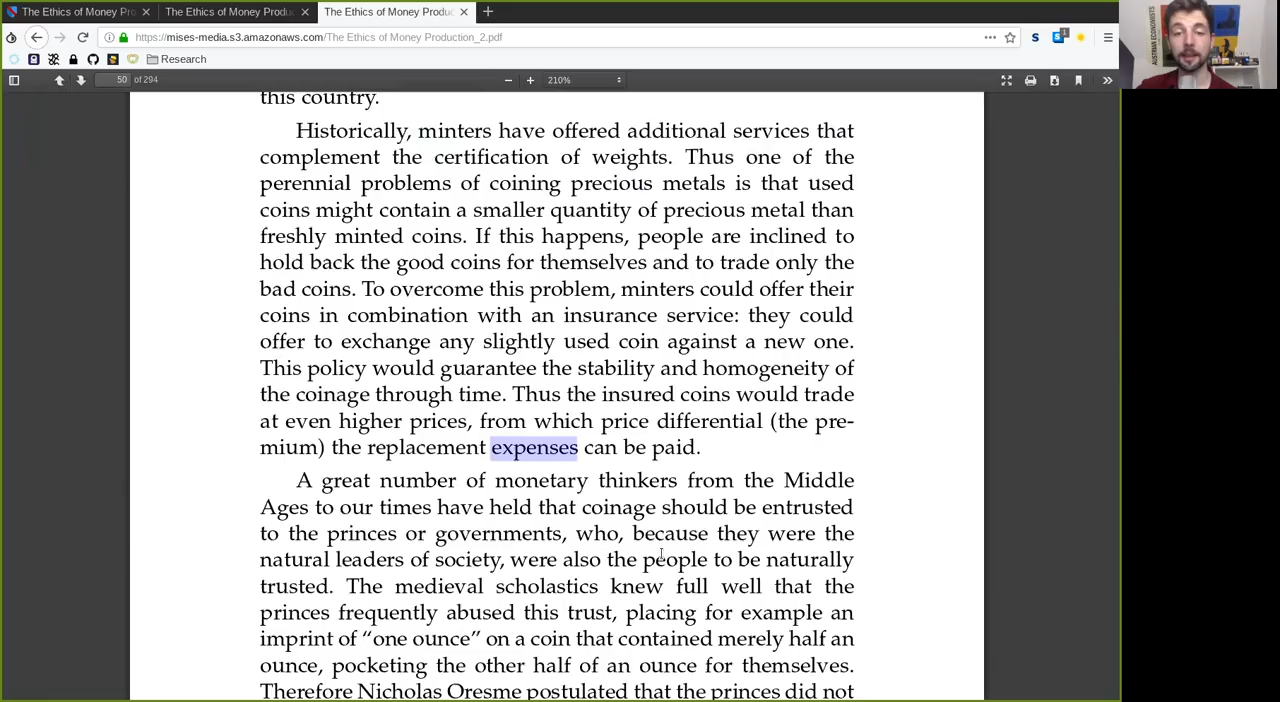 The Ethics of Money Pro
The Ethics of Money Produ
The Ethics of Money Produc
https://mises-media.s3.amazonaws.com/The Ethics of Money Production_2.pdf
Research
50 of 294
210%
AUSTRIAN ECONOMISTS
this country.
Historically, minters have offered additional services that
complement the certification of weights. Thus one of the
perennial problems of coining precious metals is that used
coins might contain a smaller quantity of precious metal than
freshly minted coins. If this happens, people are inclined to
hold back the good coins for themselves and to trade only the
bad coins. To overcome this problem, minters could offer their
coins in combination with an insurance service: they could
offer to exchange any slightly used coin against a new one.
This policy would guarantee the stability and homogeneity of
the coinage through time. Thus the insured coins would trade
at even higher prices, from which price differential (the pre-
mium) the replacement expenses can be paid.
A great number of monetary thinkers from the Middle
Ages to our times have held that coinage should be entrusted
to the princes or governments, who, because they were the
natural leaders of society, were also the people to be naturally
trusted. The medieval scholastics knew full well that the
princes frequently abused this trust, placing for example an
imprint of “one ounce” on a coin that contained merely half an
ounce, pocketing the other half of an ounce for themselves.
Therefore Nicholas Oresme postulated that the princes did not